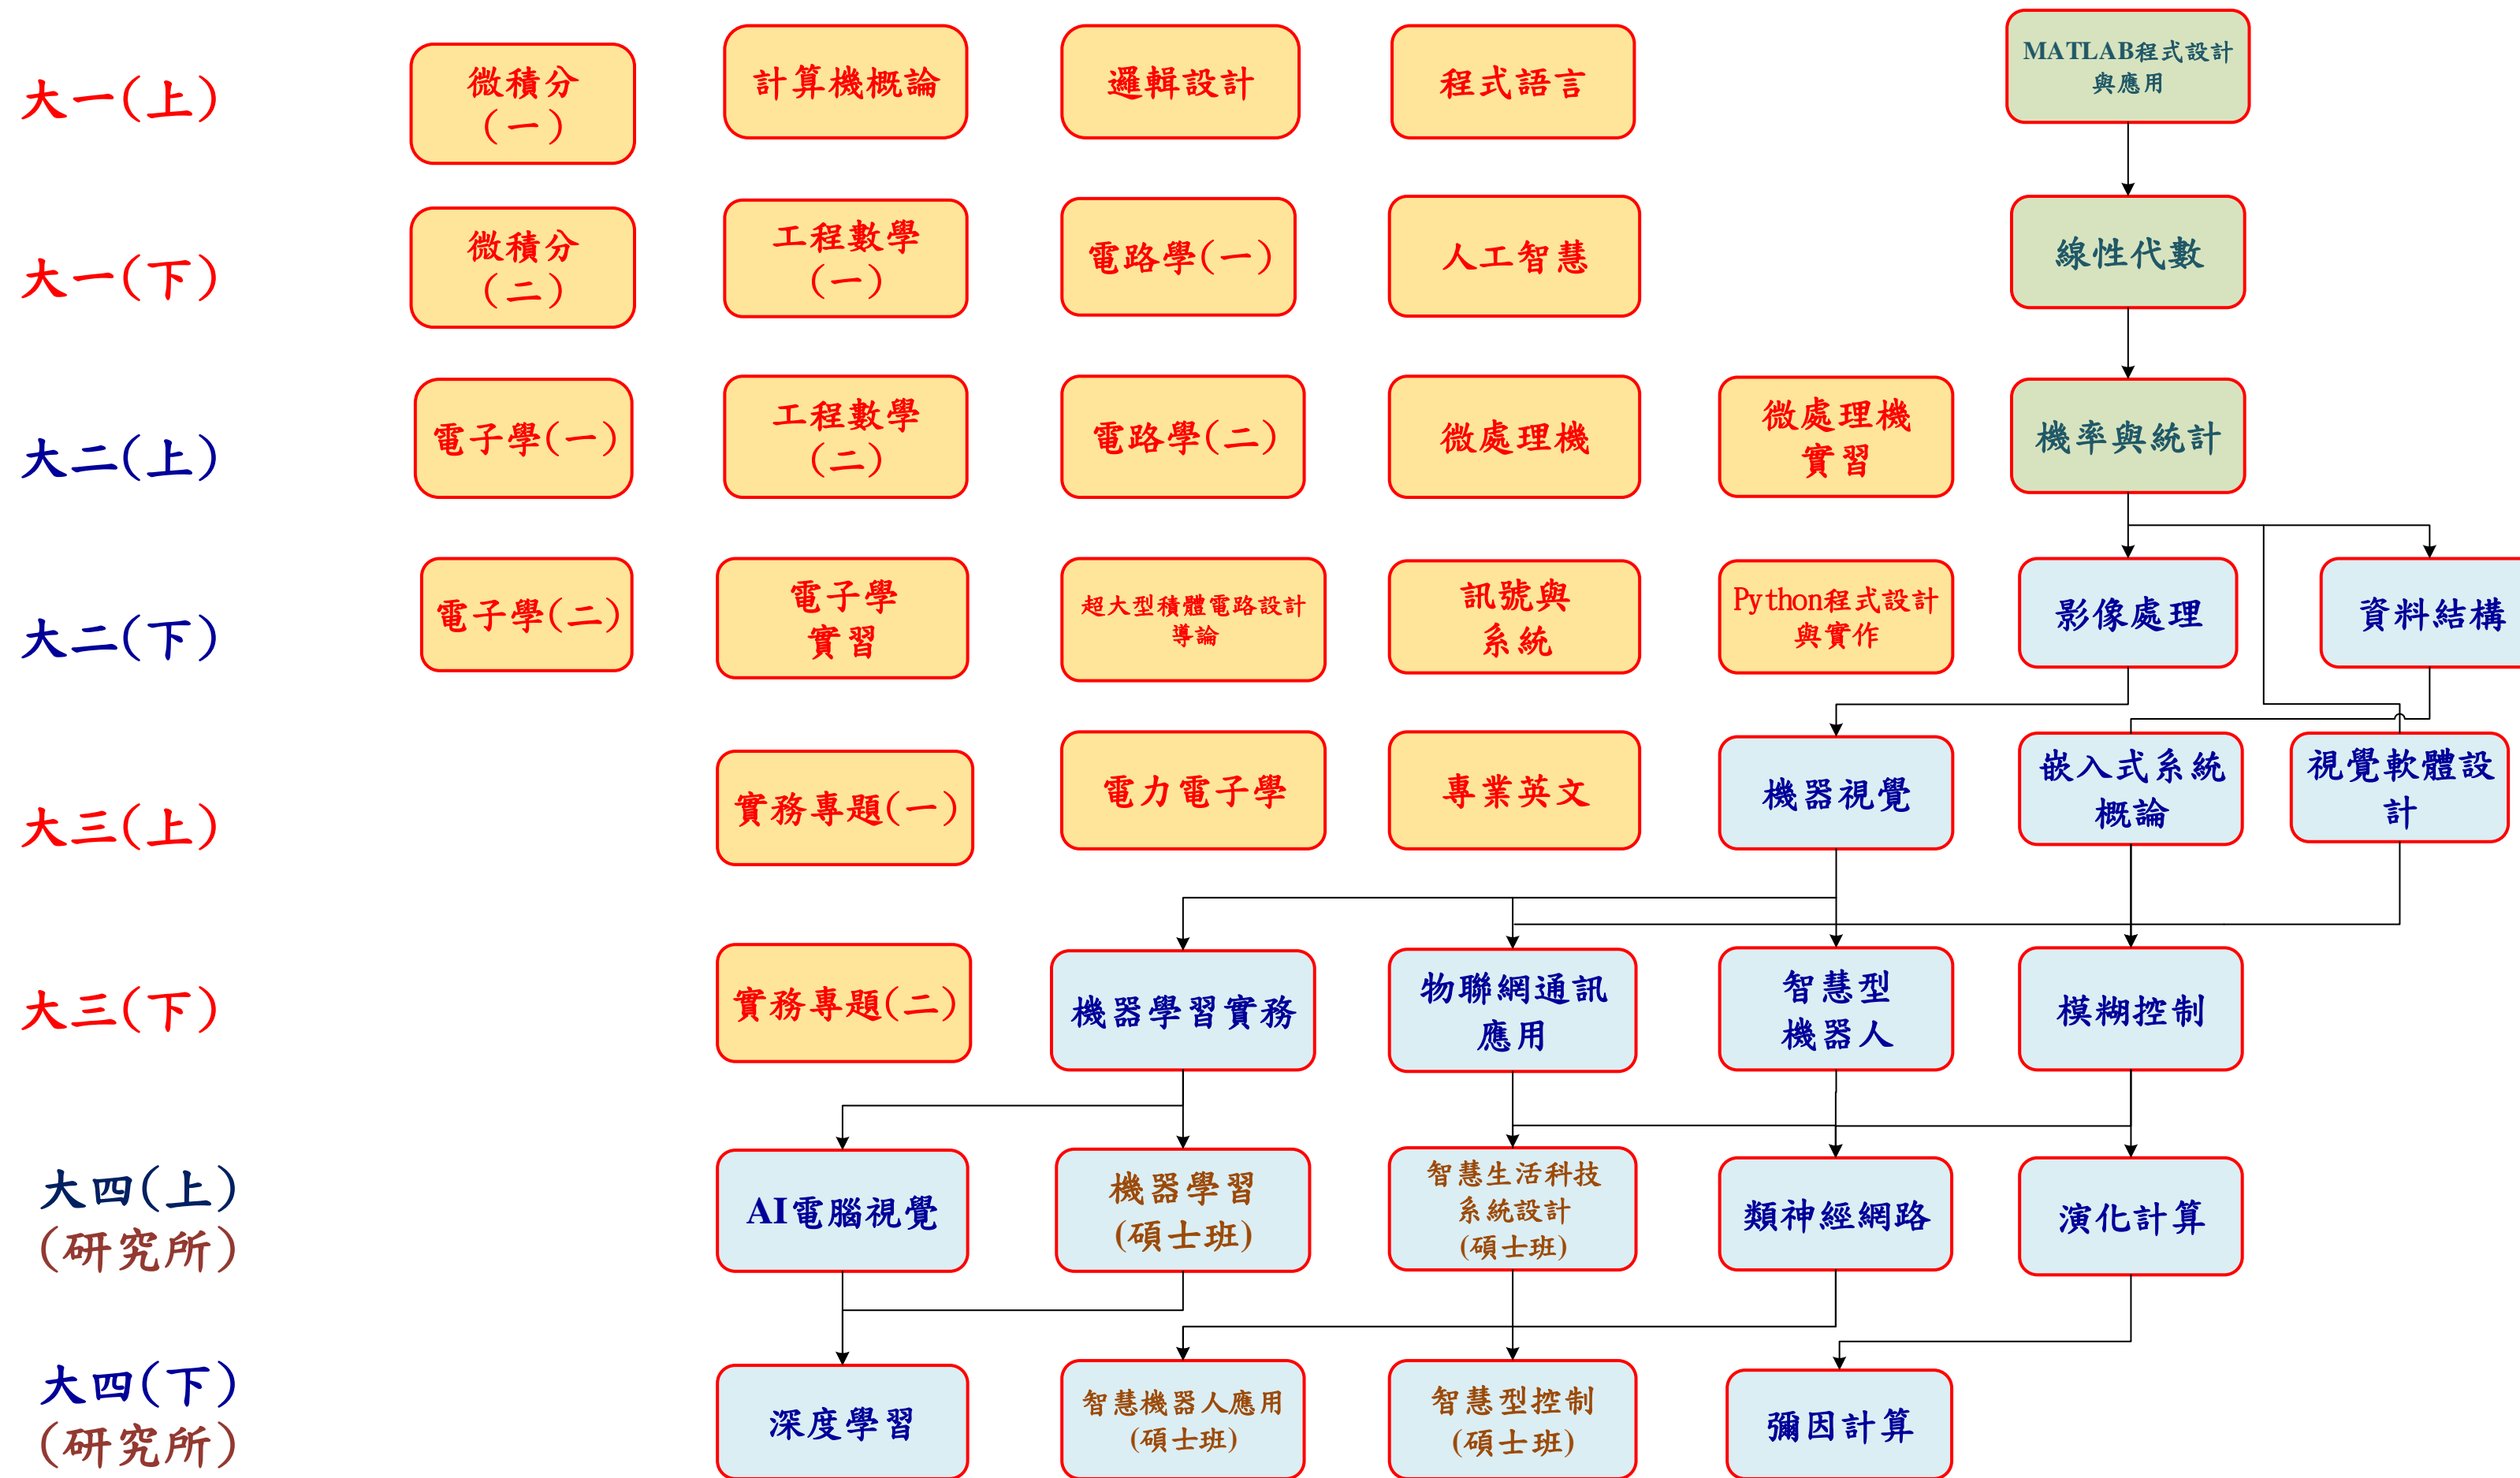 大一(上)
微積分
(一)
計算機概論
邏輯設計
程式語言
MATLAB程式設計
與應用
大一(下)
微積分
(二)
工程數學
(一)
電路學(一)
人工智慧
線性代數
大二(上)
電子學(一)
工程數學
(二)
電路學(二)
微處理機
微處理機
實習
機率與統計
大二(下)
電子學(二)
電子學
實習
超大型積體電路設計
導論
訊號與
系統
Python程式設計
與實作
影像處理
資料結構
大三(上)
實務專題(一)
電力電子學
專業英文
機器視覺
嵌入式系統
概論
視覺軟體設
計
大三(下)
實務專題(二)
機器學習實務
物聯網通訊
應用
智慧型
機器人
模糊控制
大四(上)
(研究所)
AI電腦視覺
機器學習
(碩士班)
智慧生活科技
系統設計
(碩士班)
類神經網路
演化計算
大四(下)
(研究所)
深度學習
智慧機器人應用
(碩士班)
智慧型控制
(碩士班)
彌因計算